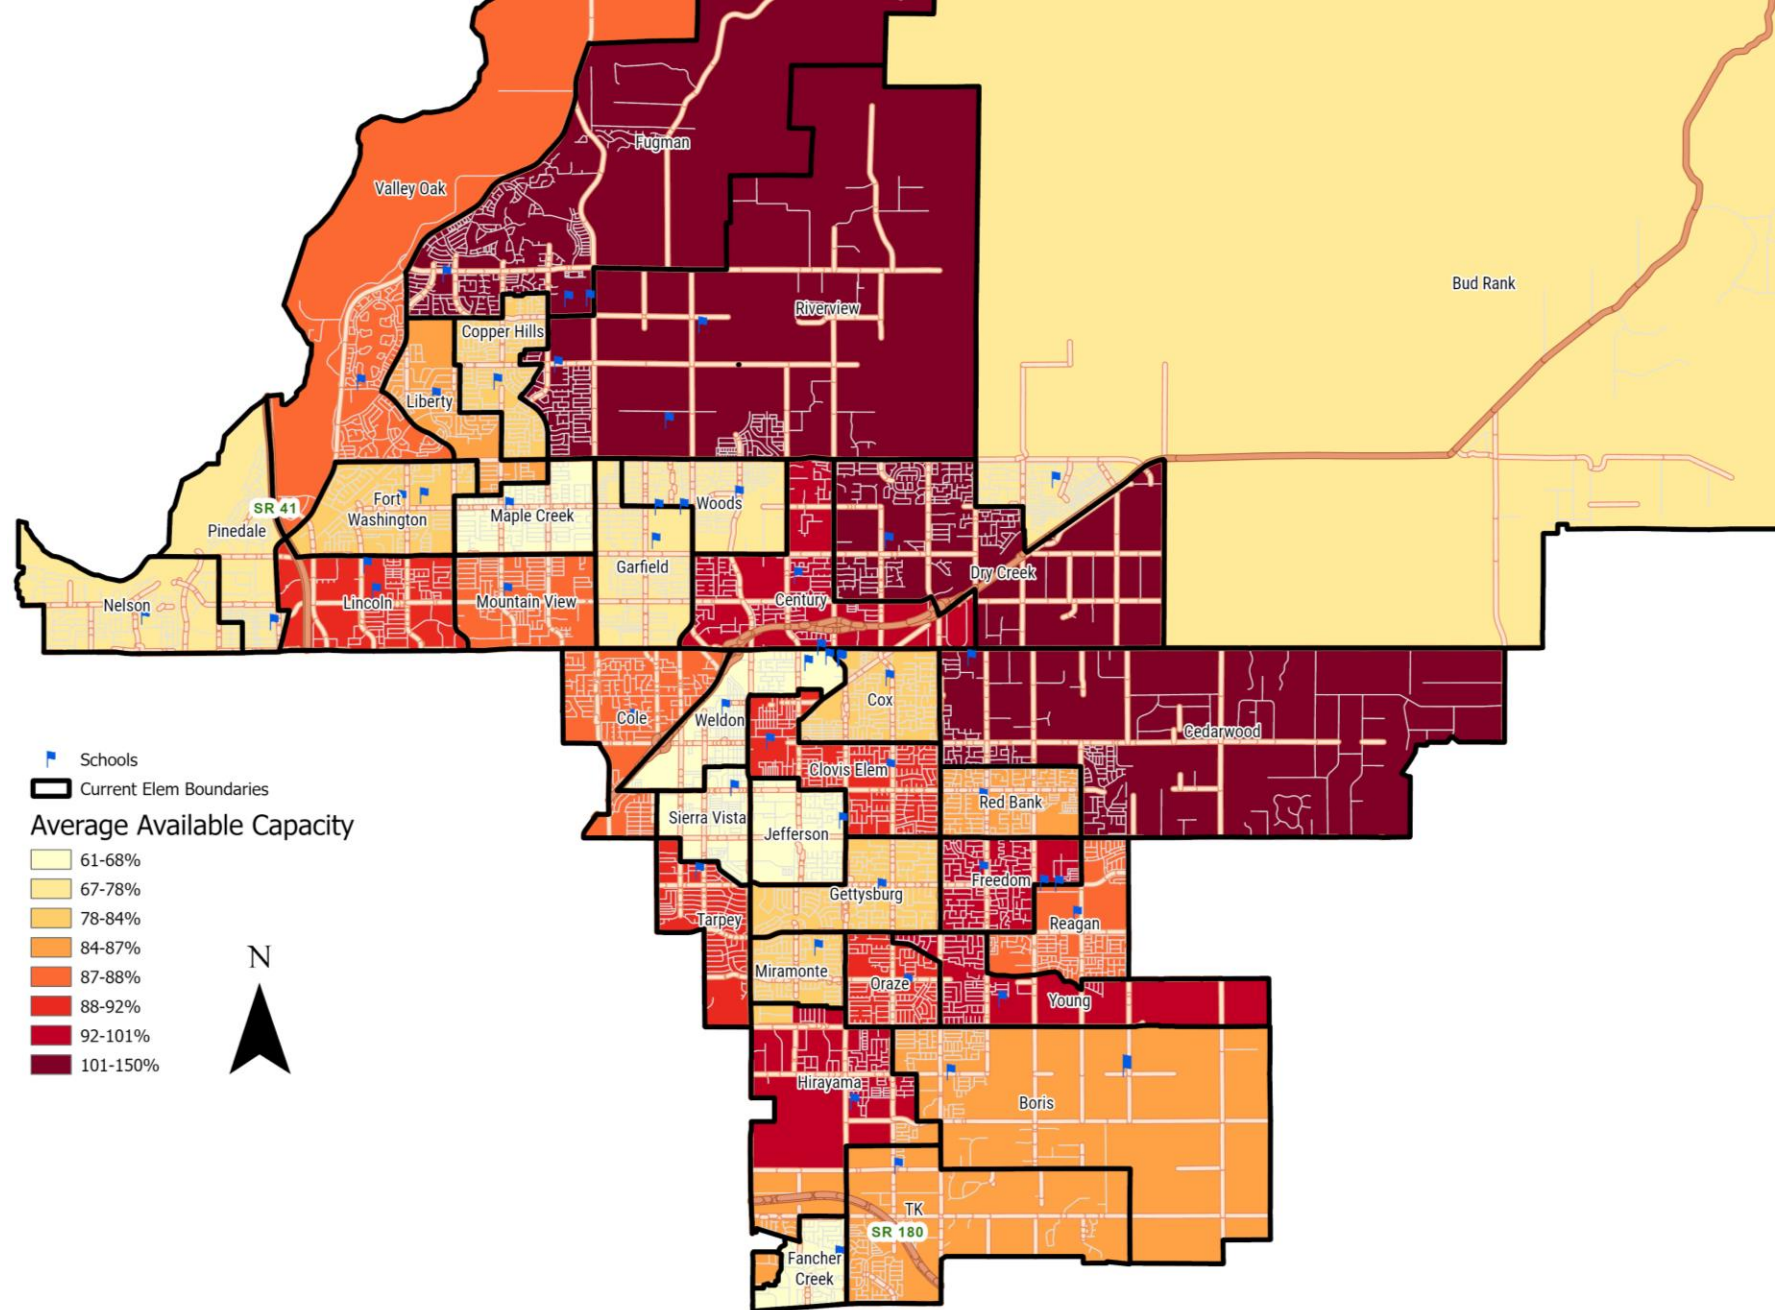 Fugman
Valley Oak
Bud Rank
Riverview
Copper Hills
Liberty
SR 41
Fort
Washington
Woods
Maple Creek
Pinedale
Garfield
Dry Creek
Nelson
Lincoln
Mountain View
Century
Cole
Weldon
Cox
Cedarwood
Clovis Elem
Red Bank
Sierra Vista
Jefferson
Freedom
Gettysburg
Tarpey
Reagan
Miramonte
Oraze
Young
Hirayama
Boris
TK
SR 180
Fancher
Creek
Schools
Current Elem Boundaries
Average Available Capacity
61-68%
67-78%
78-84%
84-87%
87-88%
88-92%
92-101%
101-150%
N